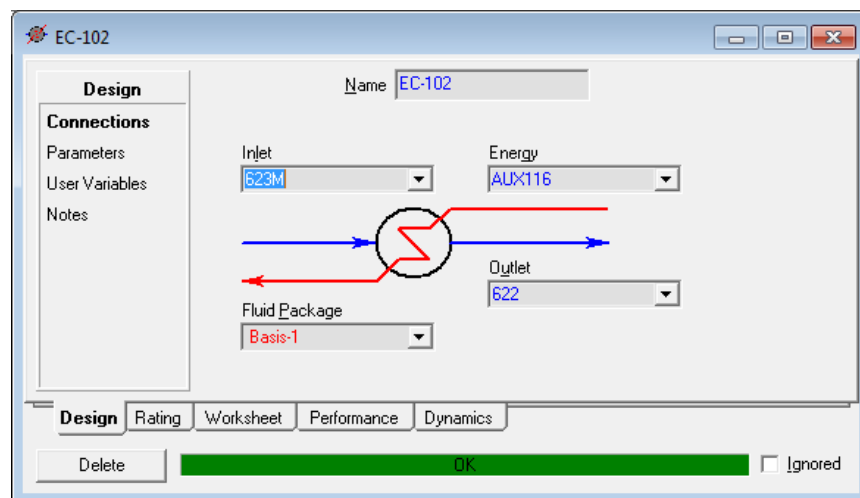 EC-102
Design
Name EC-102
Connections
Parameters
Inlet Energy
User Variables
623M AUX116
Notes
Outlet
622
Fluid Package
Basis-1
Design Rating Worksheet Performance Dynamics
Delete OK Ignored